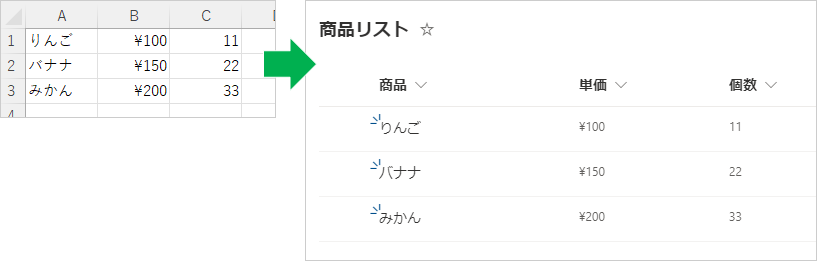 A B C
1 りんご ¥100 11
2 バナナ ¥150 22
3 みかん ¥200 33
商品リスト ☆
商品 単価 個数
りんご ¥100 11
バナナ ¥150 22
みかん ¥200 33